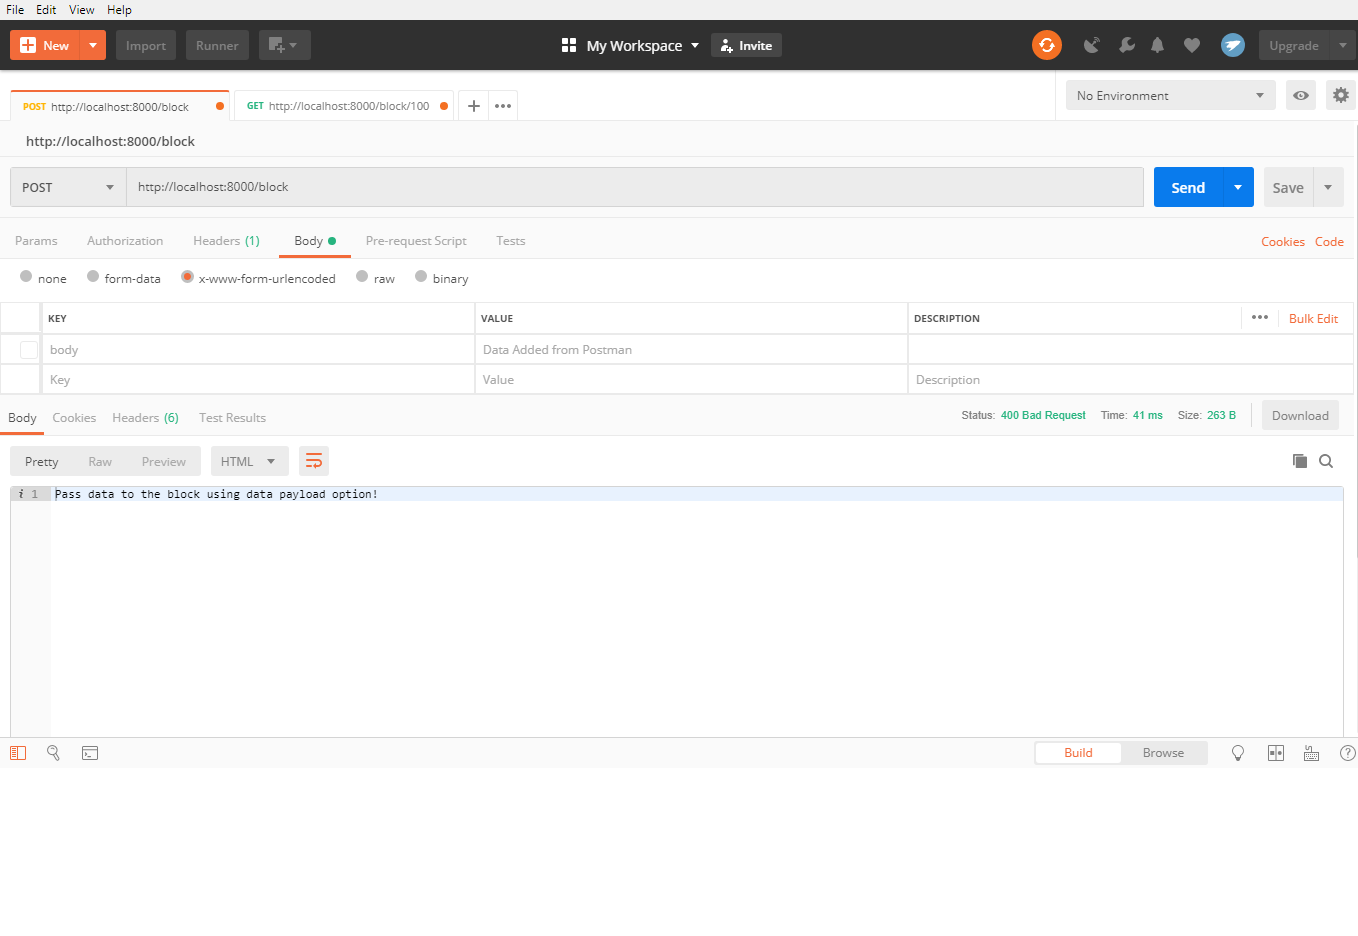 File Edit View Help
New Import Runner My Workspace Invite Upgrade
POST http://localhost:8000/block GET http://localhost:8000/block/100 + ••• No Environment
http://localhost:8000/block
POST http://localhost:8000/block Send Save
Params Authorization Headers (1) Body Pre-request Script Tests Cookies Code
none form-data x-www-form-urlencoded raw binary
KEY VALUE DESCRIPTION ••• Bulk Edit
body Data Added from Postman
Key Value Description
Body Cookies Headers (6) Test Results Status: 400 Bad Request Time: 41 ms Size: 263 B Download
Pretty Raw Preview HTML
i 1 Pass data to the block using data payload option!
Build Browse ?